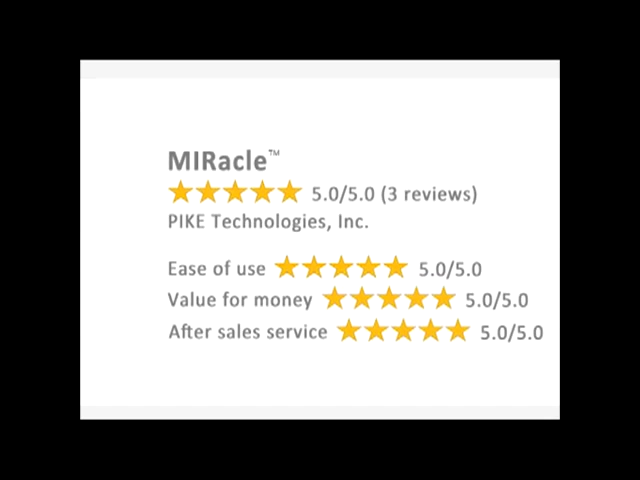 MIRacle™
5.0/5.0 (3 reviews)
PIKE Technologies, Inc.
Ease of use 5.0/5.0
Value for money 5.0/5.0
After sales service 5.0/5.0